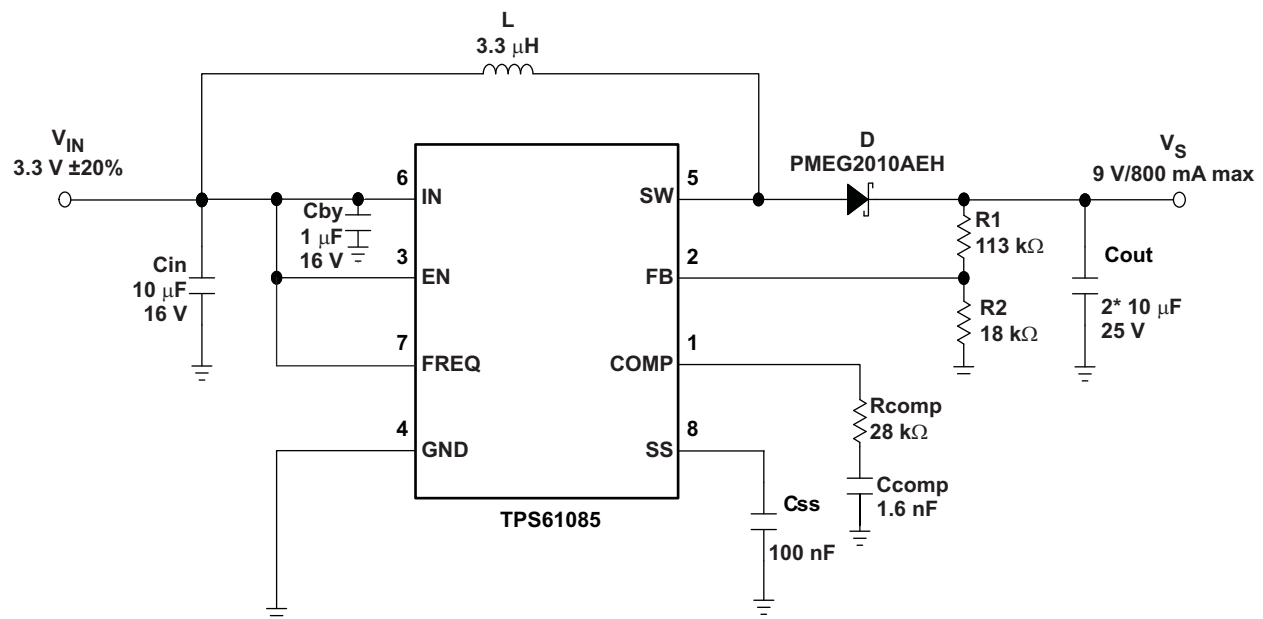 L
3.3 μH
V_IN
3.3 V ±20%
D
PMEG2010AEH
V_S
9 V/800 mA max
6
IN
SW
5
Cby
1 μF
16 V
R1
113 kΩ
Cin
10 μF
16 V
3
EN
FB
2
Cout
2* 10 μF
25 V
R2
18 kΩ
7
FREQ
COMP
1
Rcomp
28 kΩ
4
GND
SS
8
Ccomp
1.6 nF
Css
100 nF
TPS61085